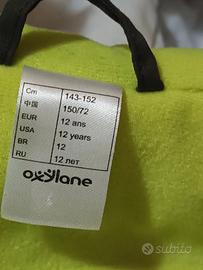 Cm 143-152
中国 150/72
EUR 12 ans
USA 12 years
BR 12
RU 12 лет
oxylane
subito